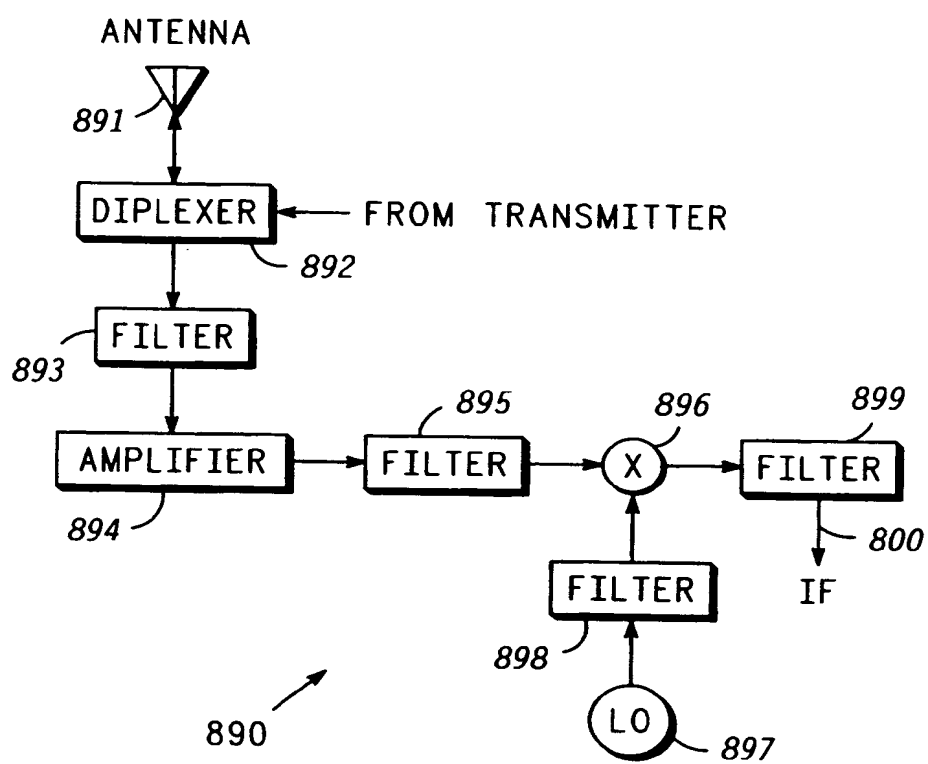 ANTENNA
891
DIPLEXER
FROM TRANSMITTER
892
FILTER
893
AMPLIFIER
894
895
FILTER
896
X
899
FILTER
800
IF
FILTER
898
LO
897
890